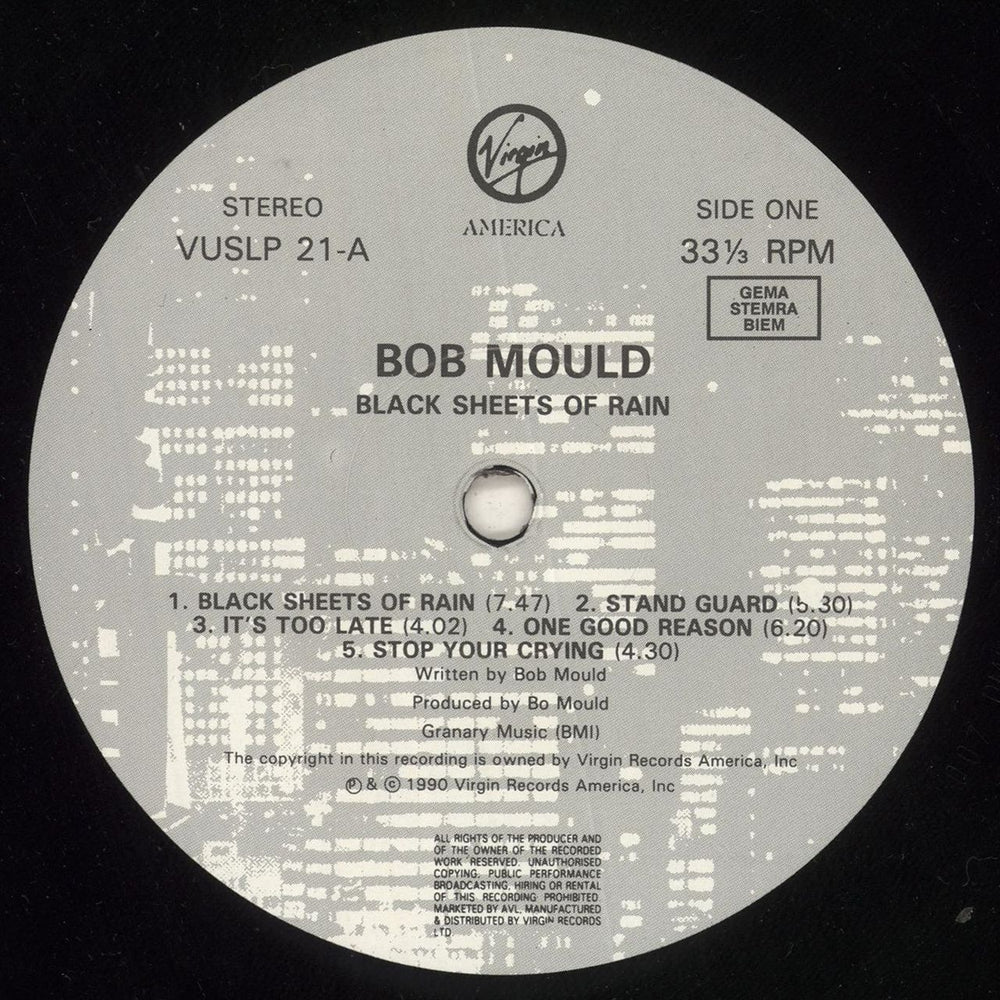 Virgin
AMERICA
STEREO
VUSLP 21-A
SIDE ONE
33⅓ RPM
GEMA
STEMRA
BIEM
BOB MOULD
BLACK SHEETS OF RAIN
1. BLACK SHEETS OF RAIN (7.47) 2. STAND GUARD (5.30)
3. IT'S TOO LATE (4.02) 4. ONE GOOD REASON (6.20)
5. STOP YOUR CRYING (4.30)
Written by Bob Mould
Produced by Bo Mould
Granary Music (BMI)
The copyright in this recording is owned by Virgin Records America, Inc
℗ & © 1990 Virgin Records America, Inc
ALL RIGHTS OF THE PRODUCER AND
OF THE OWNER OF THE RECORDED
WORK RESERVED. UNAUTHORISED
COPYING, PUBLIC PERFORMANCE
BROADCASTING, HIRING OR RENTAL
OF THIS RECORDING PROHIBITED.
MARKETED BY AVL, MANUFACTURED
& DISTRIBUTED BY VIRGIN RECORDS
LTD